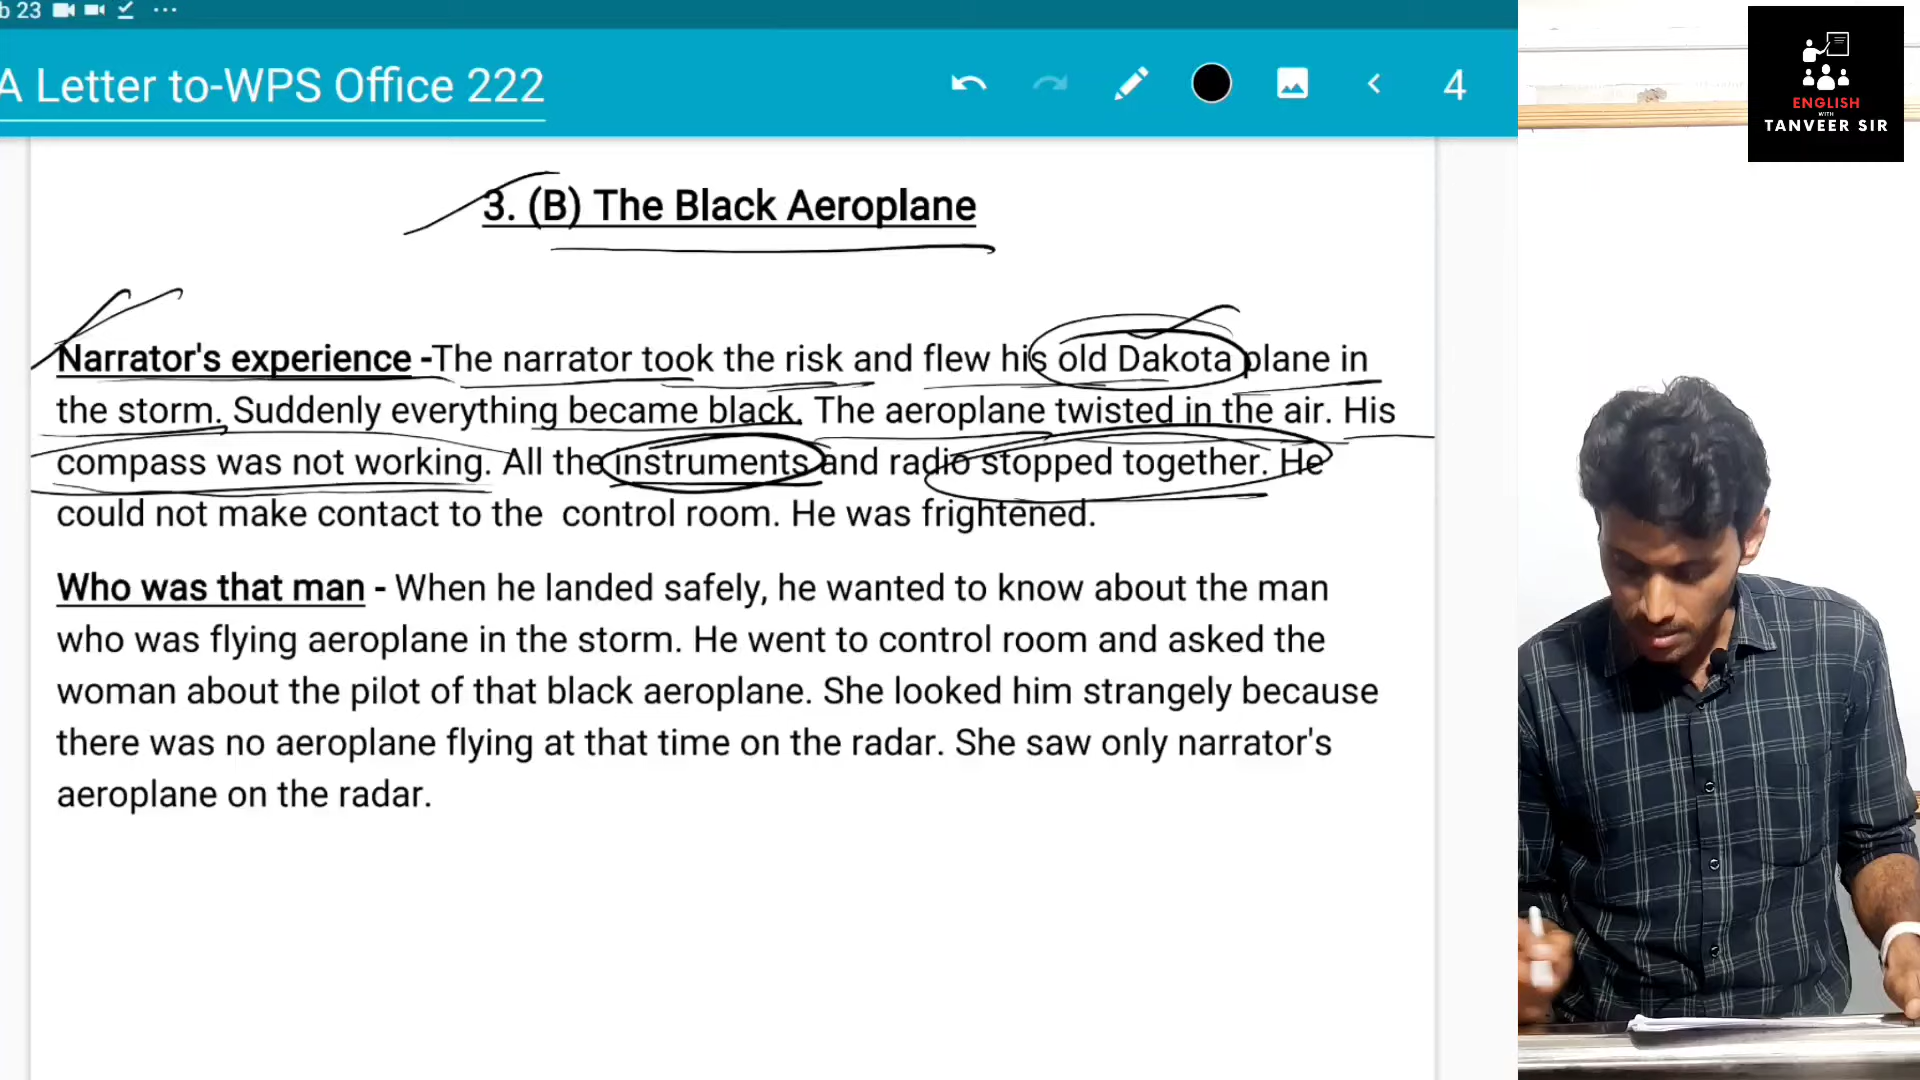 b 23
A Letter to-WPS Office 222
4
ENGLISH
WITH
TANVEER SIR
3. (B) The Black Aeroplane
Narrator's experience -The narrator took the risk and flew his old Dakota plane in
the storm. Suddenly everything became black. The aeroplane twisted in the air. His
compass was not working. All the instruments and radio stopped together. He
could not make contact to the control room. He was frightened.
Who was that man - When he landed safely, he wanted to know about the man
who was flying aeroplane in the storm. He went to control room and asked the
woman about the pilot of that black aeroplane. She looked him strangely because
there was no aeroplane flying at that time on the radar. She saw only narrator's
aeroplane on the radar.